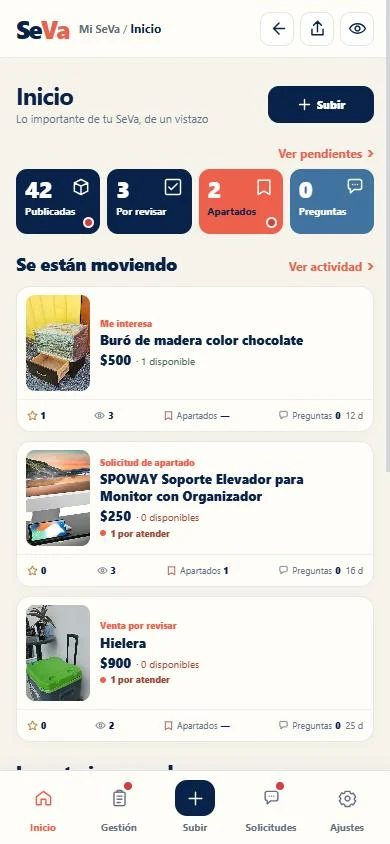 SeVa Mi SeVa / Inicio
Inicio
Lo importante de tu SeVa, de un vistazo
Subir
Ver pendientes
42
Publicadas
3
Por revisar
2
Apartados
0
Preguntas
Se están moviendo
Ver actividad
Me interesa
Buró de madera color chocolate
$500 · 1 disponible
1 3 Apartados — Preguntas 0 12 d
Solicitud de apartado
SPOWAY Soporte Elevador para
Monitor con Organizador
$250 · 0 disponibles
1 por atender
0 3 Apartados 1 Preguntas 0 16 d
Venta por revisar
Hielera
$900 · 0 disponibles
1 por atender
0 2 Apartados — Preguntas 0 25 d
Inicio Gestión Subir Solicitudes Ajustes